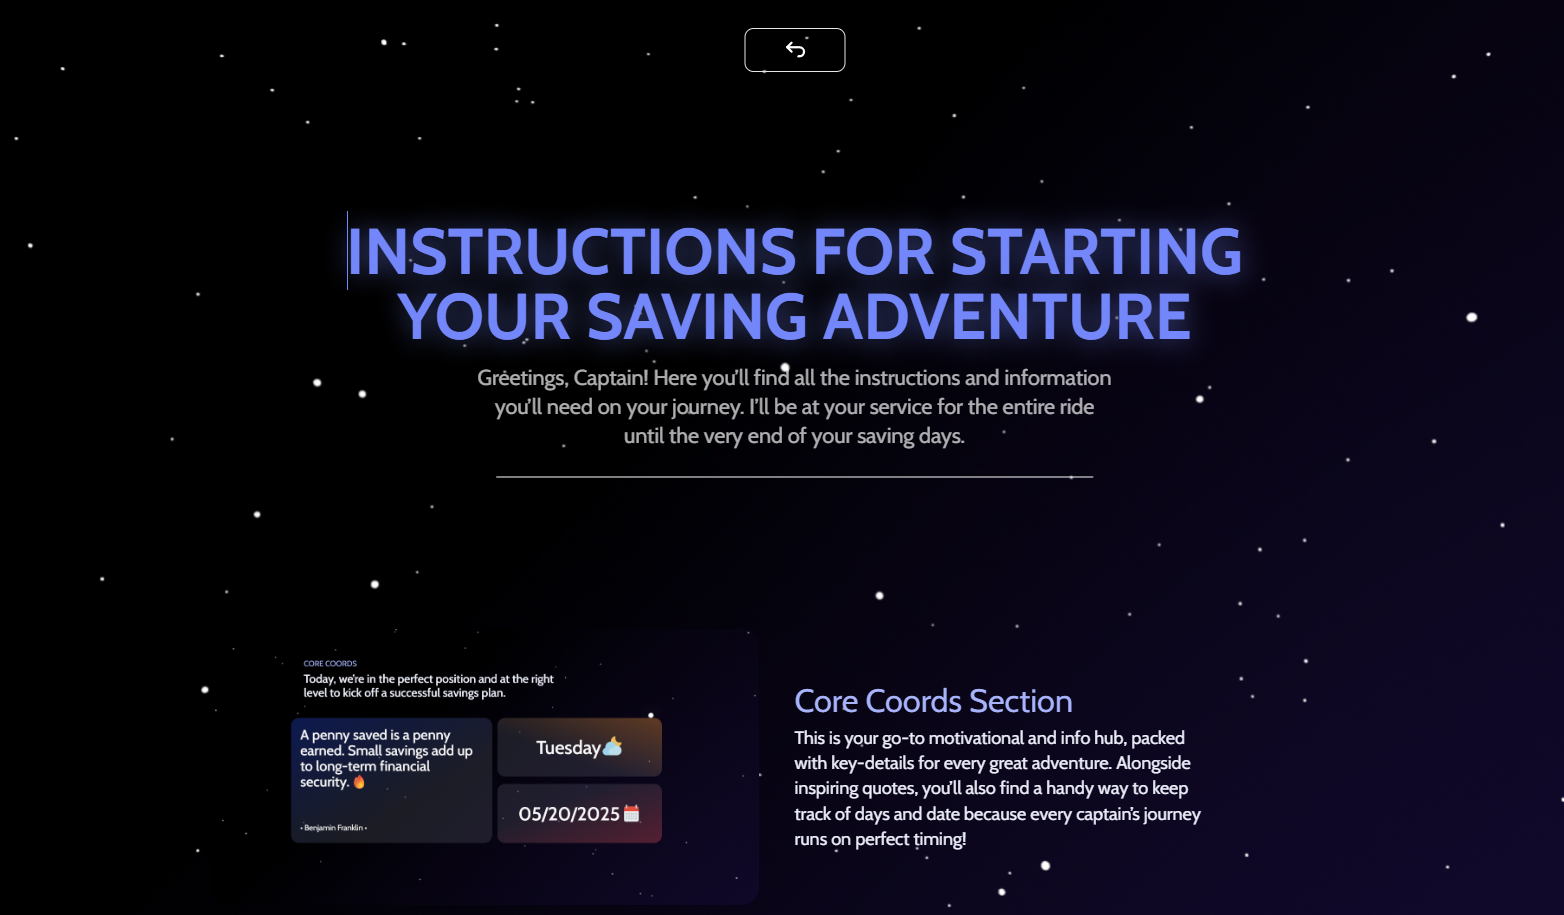 INSTRUCTIONS FOR STARTING
YOUR SAVING ADVENTURE
Greetings, Captain! Here you’ll find all the instructions and information
you’ll need on your journey. I’ll be at your service for the entire ride
until the very end of your saving days.
CORE COORDS
Today, we're in the perfect position and at the right
level to kick off a successful savings plan.
A penny saved is a penny
earned. Small savings add up
to long-term financial
security. 🔥
• Benjamin Franklin •
Tuesday
05/20/2025
Core Coords Section
This is your go-to motivational and info hub, packed
with key-details for every great adventure. Alongside
inspiring quotes, you’ll also find a handy way to keep
track of days and date because every captain’s journey
runs on perfect timing!